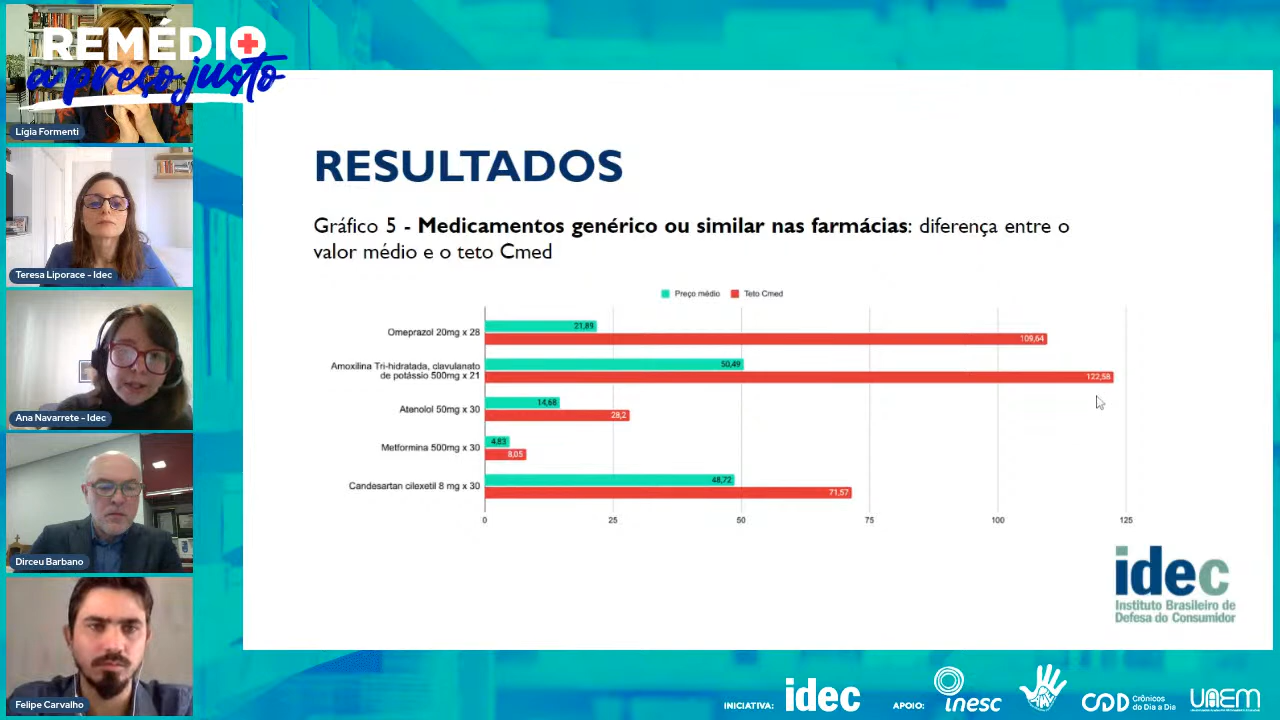 REMÉDIO
a preço justo
Lígia Formenti
Teresa Liporace - Idec
Ana Navarrete - Idec
Dirceu Barbano
Felipe Carvalho
RESULTADOS
Gráfico 5 - Medicamentos genérico ou similar nas farmácias: diferença entre o
valor médio e o teto Cmed
Preço médio Teto Cmed
Omeprazol 20mg x 28
21,89
109,64
Amoxilina Tri-hidratada, clavulanato
de potássio 500mg x 21
50,49
122,58
Atenolol 50mg x 30
14,68
28,2
Metformina 500mg x 30
4,83
8,05
Candesartan cilexetil 8 mg x 30
48,72
71,57
0 25 50 75 100 125
idec
Instituto Brasileiro de
Defesa do Consumidor
INICIATIVA: idec APOIO: inesc
Crônicos
do Dia a Dia
UAEM